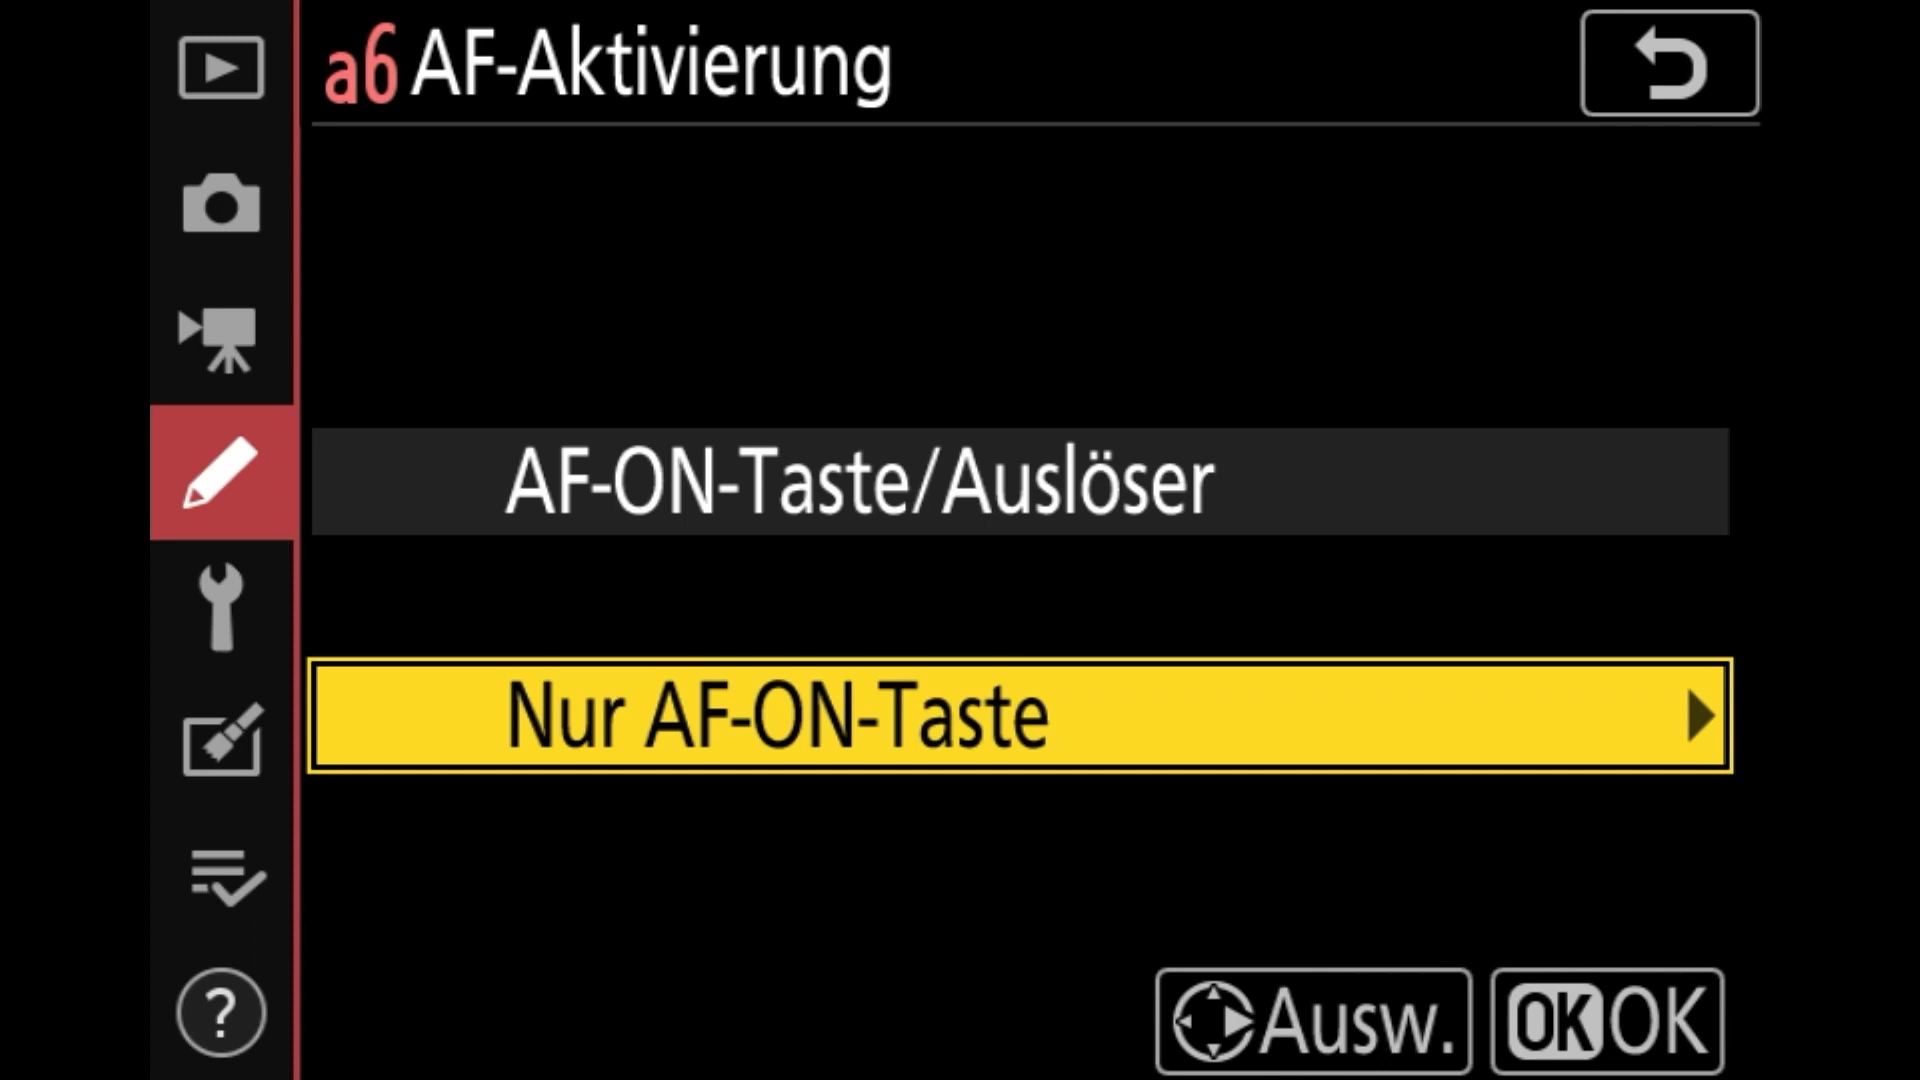 a6 AF-Aktivierung
AF-ON-Taste/Auslöser
Nur AF-ON-Taste
?
Ausw. OK OK